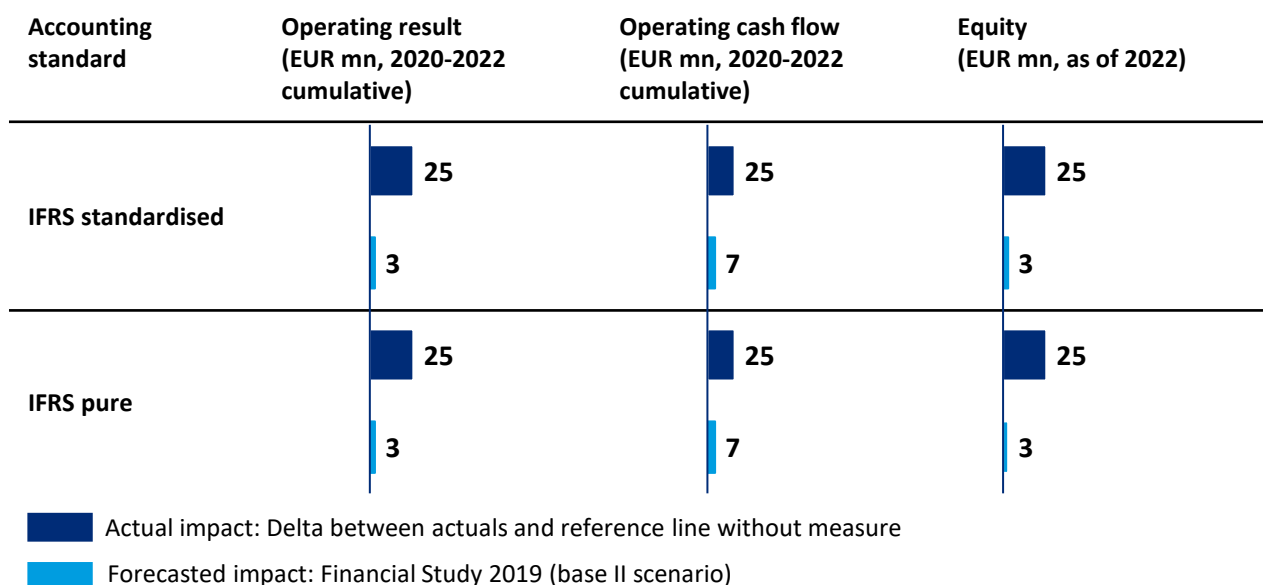 Accounting
standard
Operating result
(EUR mn, 2020-2022
cumulative)
Operating cash flow
(EUR mn, 2020-2022
cumulative)
Equity
(EUR mn, as of 2022)
IFRS standardised
25
25
25
3
7
3
IFRS pure
25
25
25
3
7
3
Actual impact: Delta between actuals and reference line without measure
Forecasted impact: Financial Study 2019 (base II scenario)